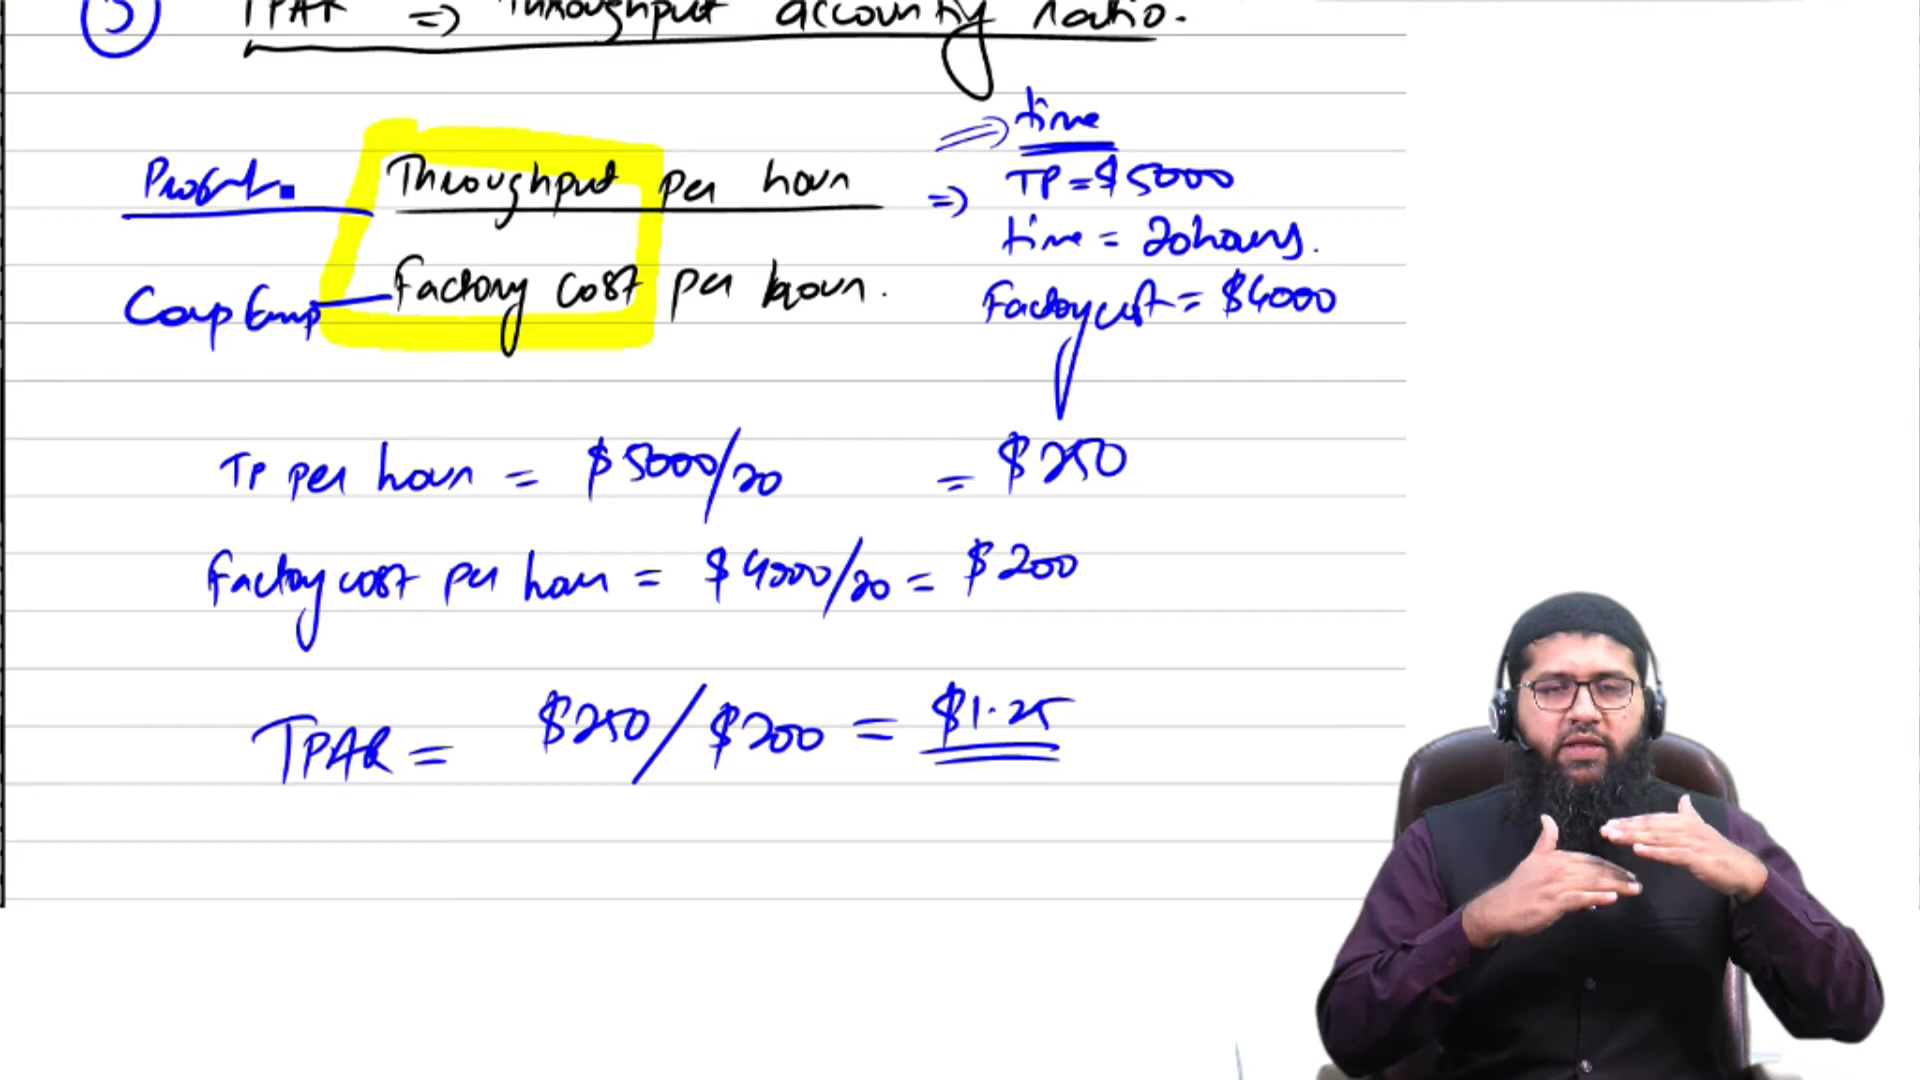 3 TPAR => Throughput accounting ratio.
=> time
Profit. Throughput per hour
=> TP = $5000
time = 20 hours.
Cap Emp Factory cost per hour.
Factory cost = $4000
TP per hour = $5000/20 = $250
Factory cost per hour = $4000/20 = $200
TPAR = $250/$200 = $1.25